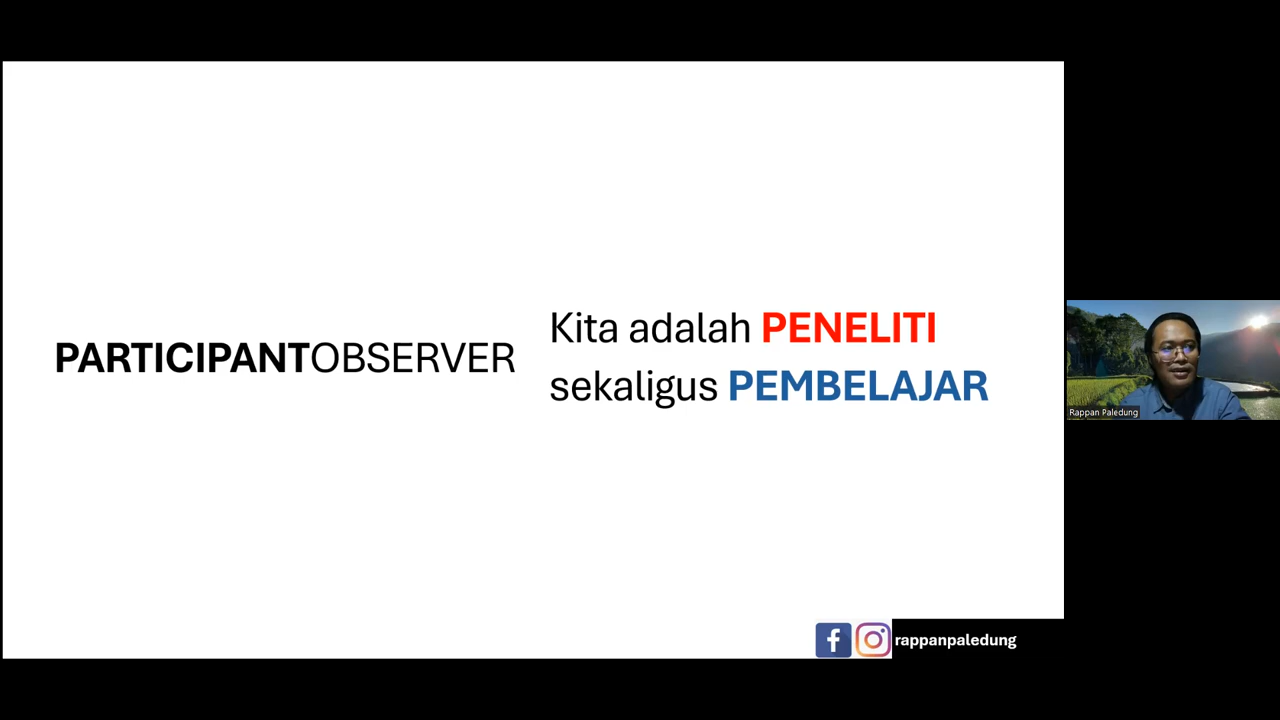 PARTICIPANTOBSERVER
Kita adalah PENELITI
sekaligus PEMBELAJAR
Rappan Paledung
rappanpaledung